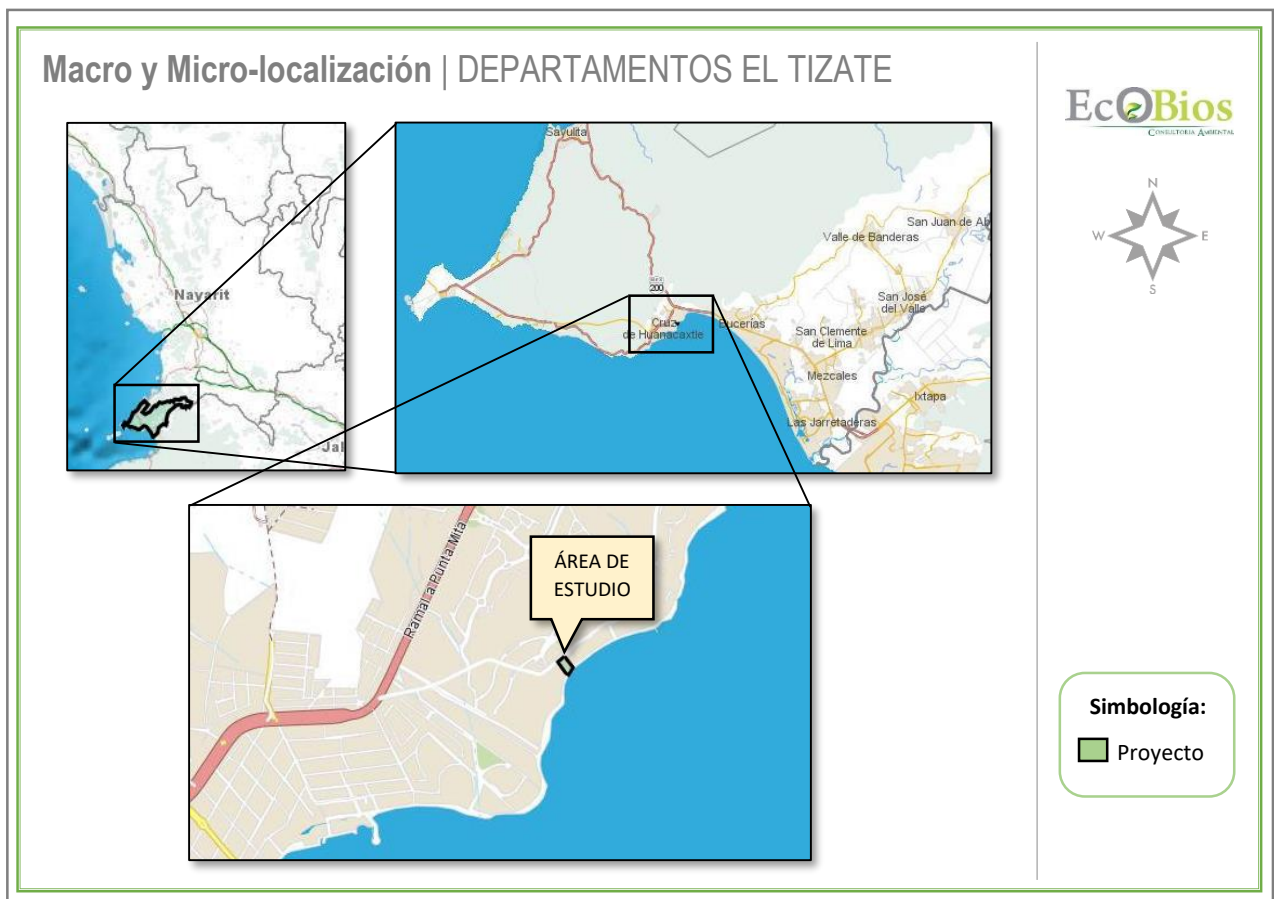 Macro y Micro-localización | DEPARTAMENTOS EL TIZATE
EcoBios
CONSULTORIA AMBIENTAL
N
W
E
S
Nayarit
Jal
Sayulita
San Juan de Ab
Valle de Banderas
200
San José
del Valle
Cruz
de Huanacaxtle
Bucerías
San Clemente
de Lima
Mezcales
Ixtapa
Las Jarretaderas
Ramal a Punta Mita
ÁREA DE
ESTUDIO
Simbología:
Proyecto